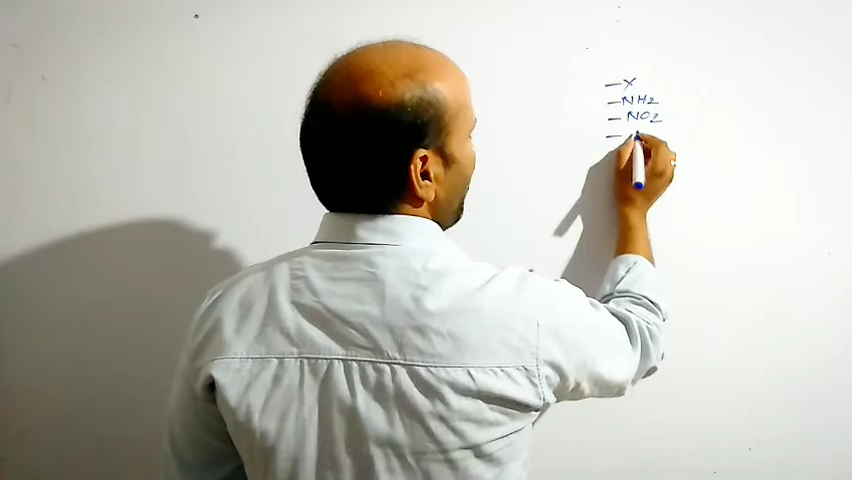 —X
—NH2
— NO2
—